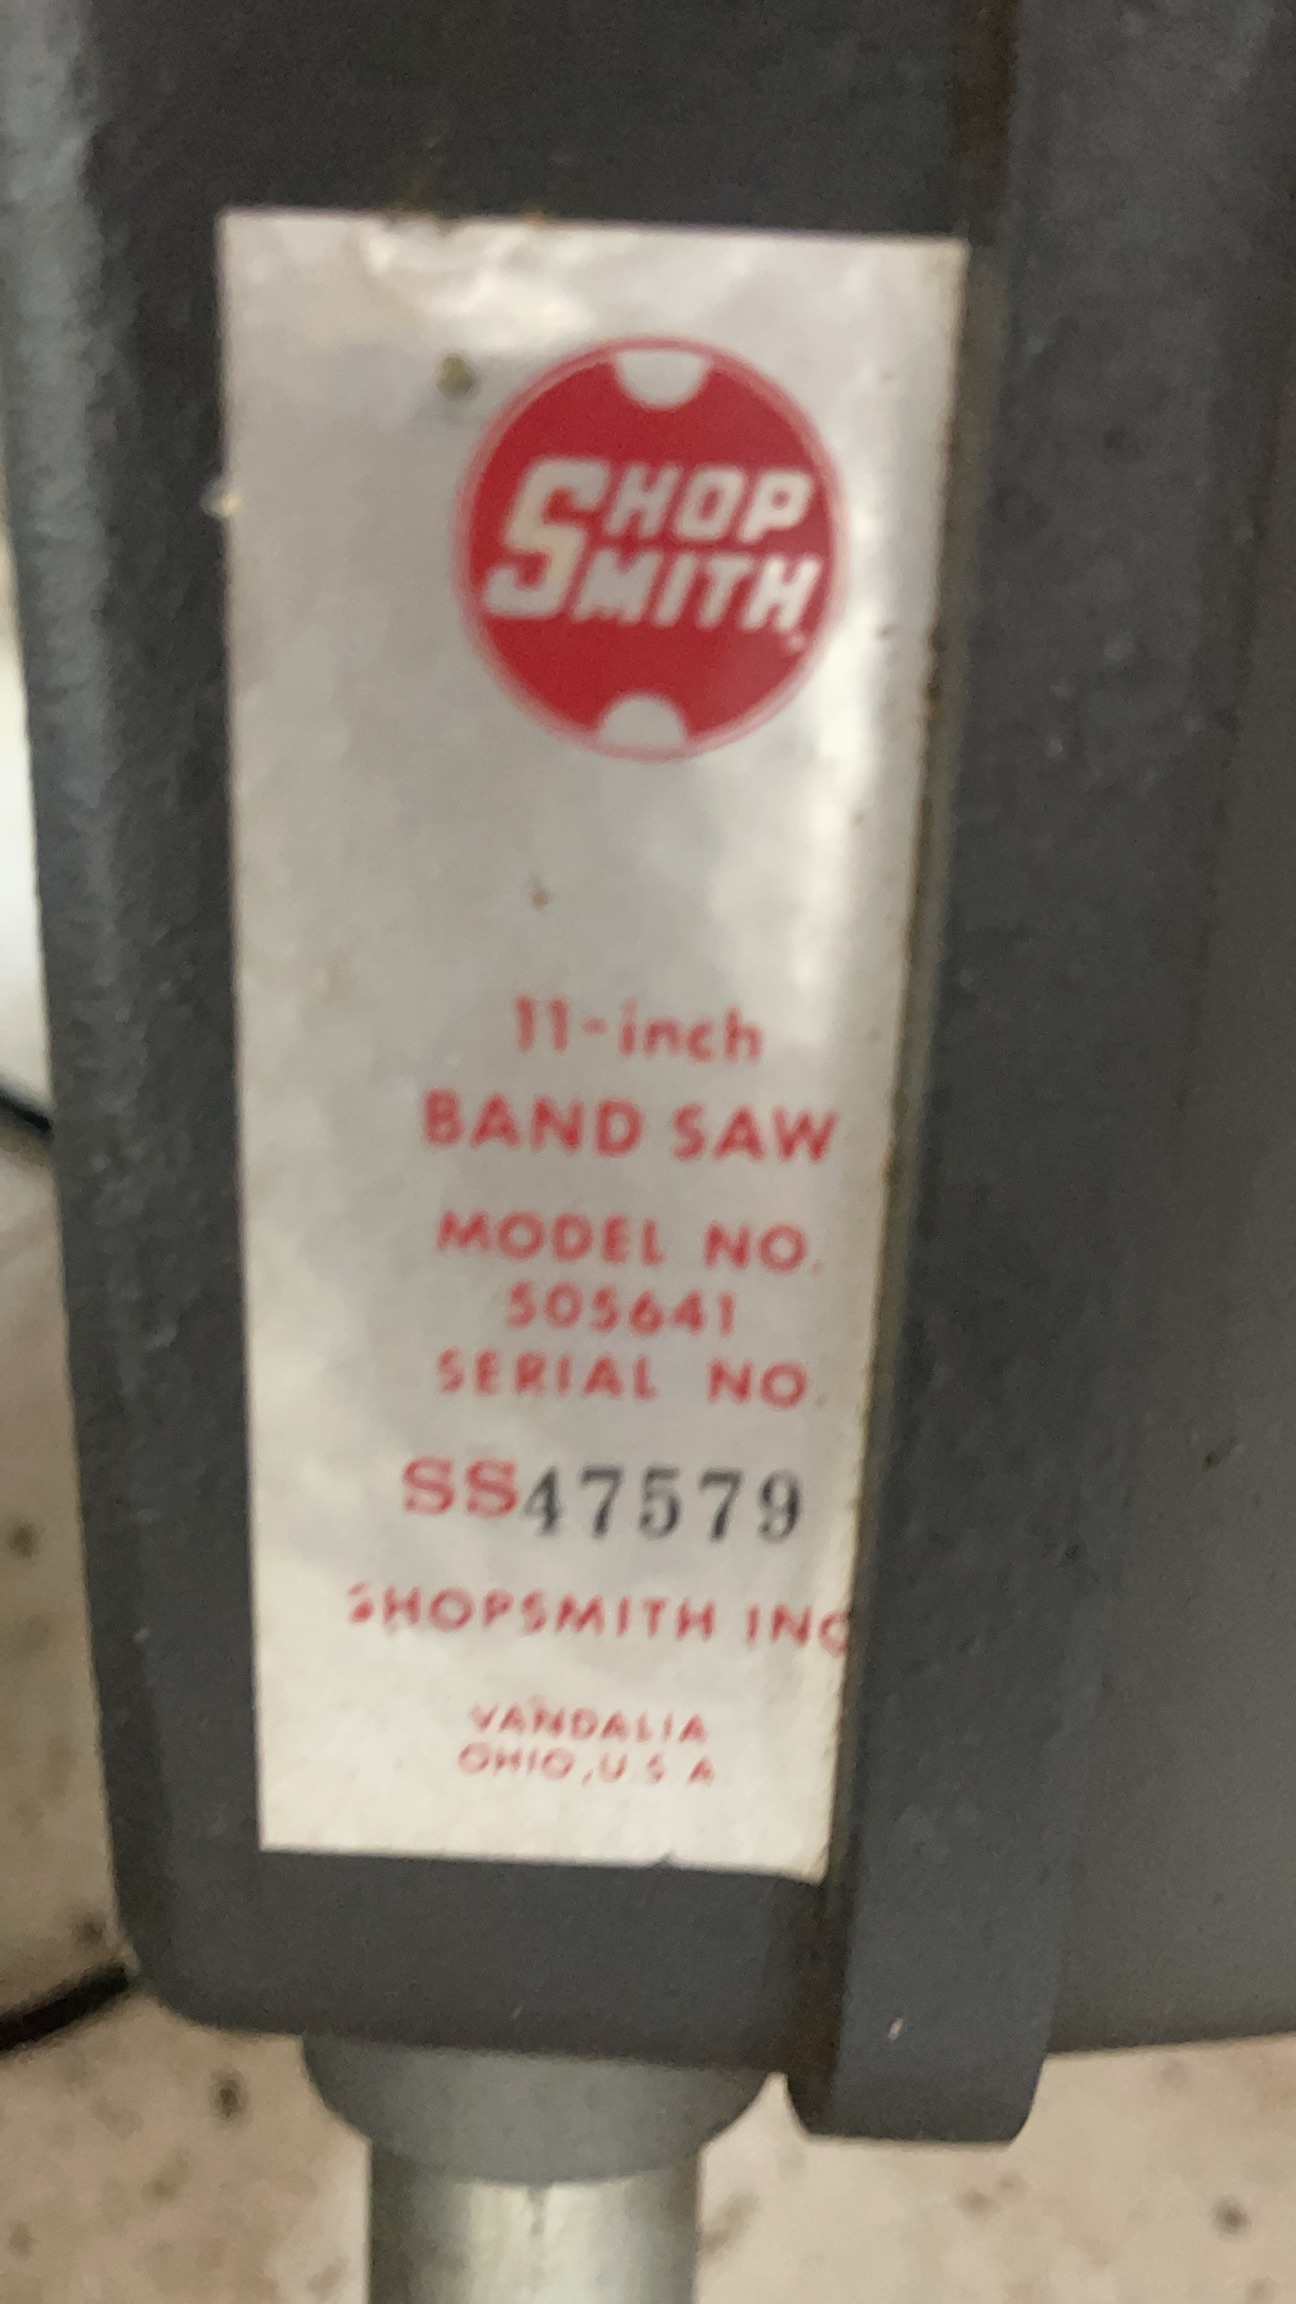 SHOP
SMITH
11-inch
BAND SAW
MODEL NO.
505641
SERIAL NO.
SS47579
SHOPSMITH INC
VANDALIA
OHIO, U.S.A